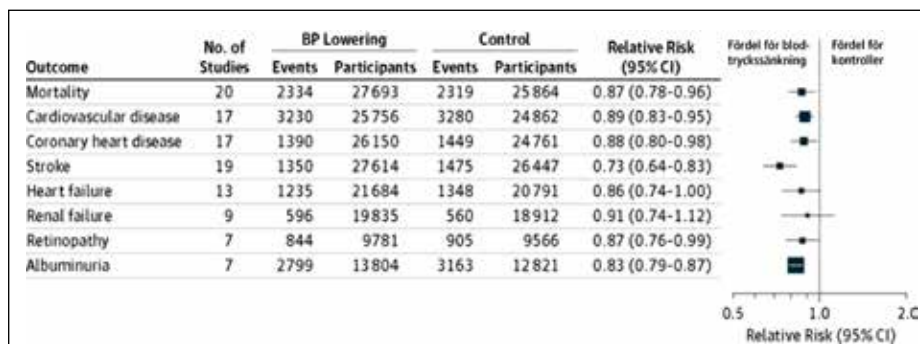 BP Lowering Control
No. of Relative Risk Fördel för blod- Fördel för
Outcome Studies Events Participants Events Participants (95% CI) tryckssänkning kontroller
Mortality 20 2334 27693 2319 25864 0.87 (0.78-0.96)
Cardiovascular disease 17 3230 25756 3280 24862 0.89 (0.83-0.95)
Coronary heart disease 17 1390 26150 1449 24761 0.88 (0.80-0.98)
Stroke 19 1350 27614 1475 26447 0.73 (0.64-0.83)
Heart failure 13 1235 21684 1348 20791 0.86 (0.74-1.00)
Renal failure 9 596 19835 560 18912 0.91 (0.74-1.12)
Retinopathy 7 844 9781 905 9566 0.87 (0.76-0.99)
Albuminuria 7 2799 13804 3163 12821 0.83 (0.79-0.87)
0.5 1.0 2.0
Relative Risk (95% CI)